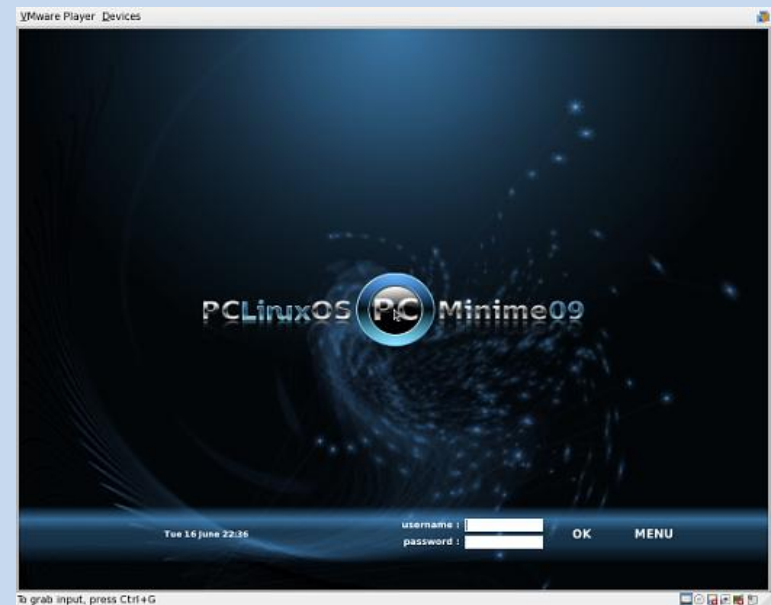 VMware Player Devices
PCLinuxOS PC Minime09
username :
Tue 16 June 22:36
OK
MENU
password :
To grab input, press Ctrl+G